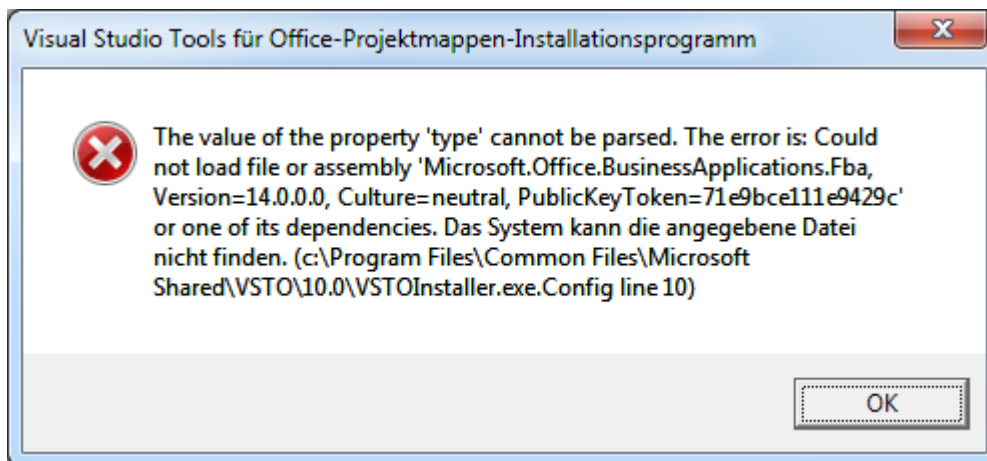 Visual Studio Tools für Office-Projektmappen-Installationsprogramm
The value of the property 'type' cannot be parsed. The error is: Could
not load file or assembly 'Microsoft.Office.BusinessApplications.Fba,
Version=14.0.0.0, Culture=neutral, PublicKeyToken=71e9bce111e9429c'
or one of its dependencies. Das System kann die angegebene Datei
nicht finden. (c:\Program Files\Common Files\Microsoft
Shared\VSTO\10.0\VSTOInstaller.exe.Config line 10)
OK